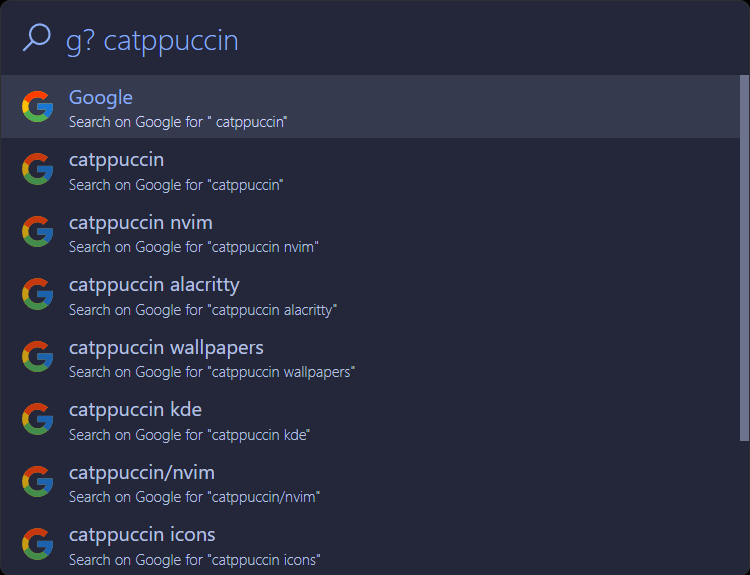 g? catppuccin
Google
Search on Google for " catppuccin"
catppuccin
Search on Google for "catppuccin"
catppuccin nvim
Search on Google for "catppuccin nvim"
catppuccin alacritty
Search on Google for "catppuccin alacritty"
catppuccin wallpapers
Search on Google for "catppuccin wallpapers"
catppuccin kde
Search on Google for "catppuccin kde"
catppuccin/nvim
Search on Google for "catppuccin/nvim"
catppuccin icons
Search on Google for "catppuccin icons"